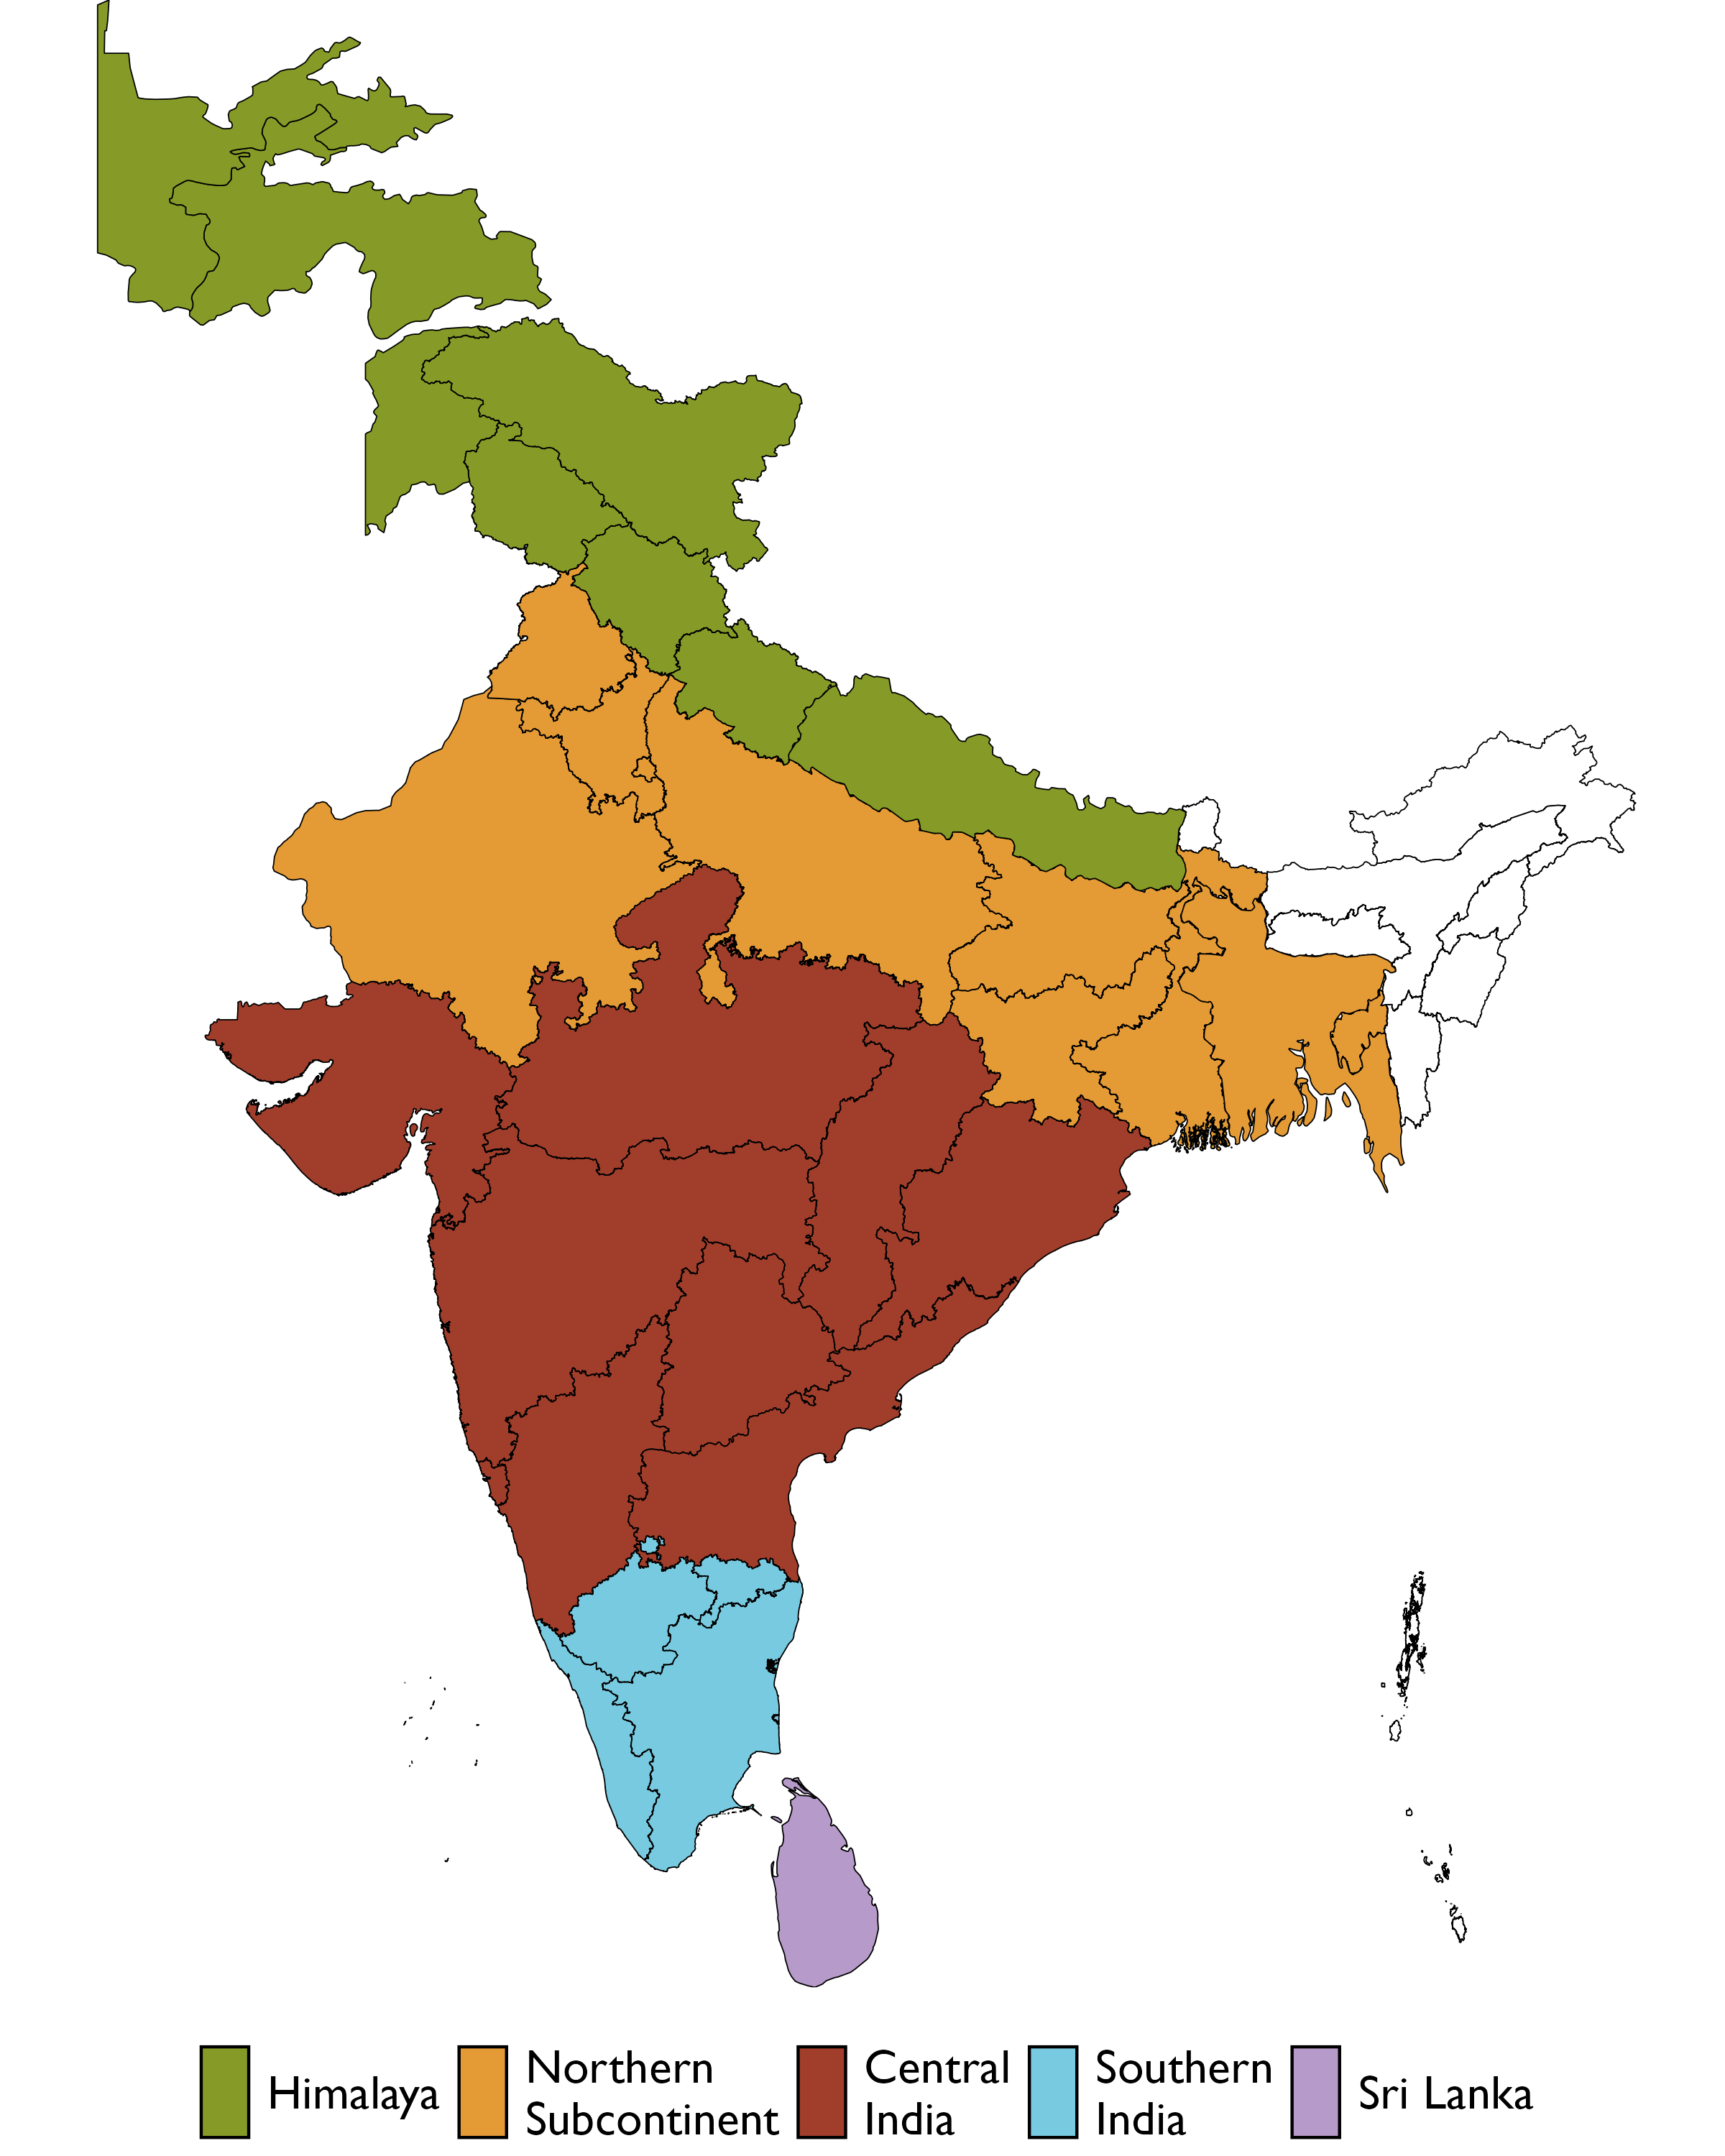 Himalaya
Northern
Subcontinent
Central
India
Southern
India
Sri Lanka